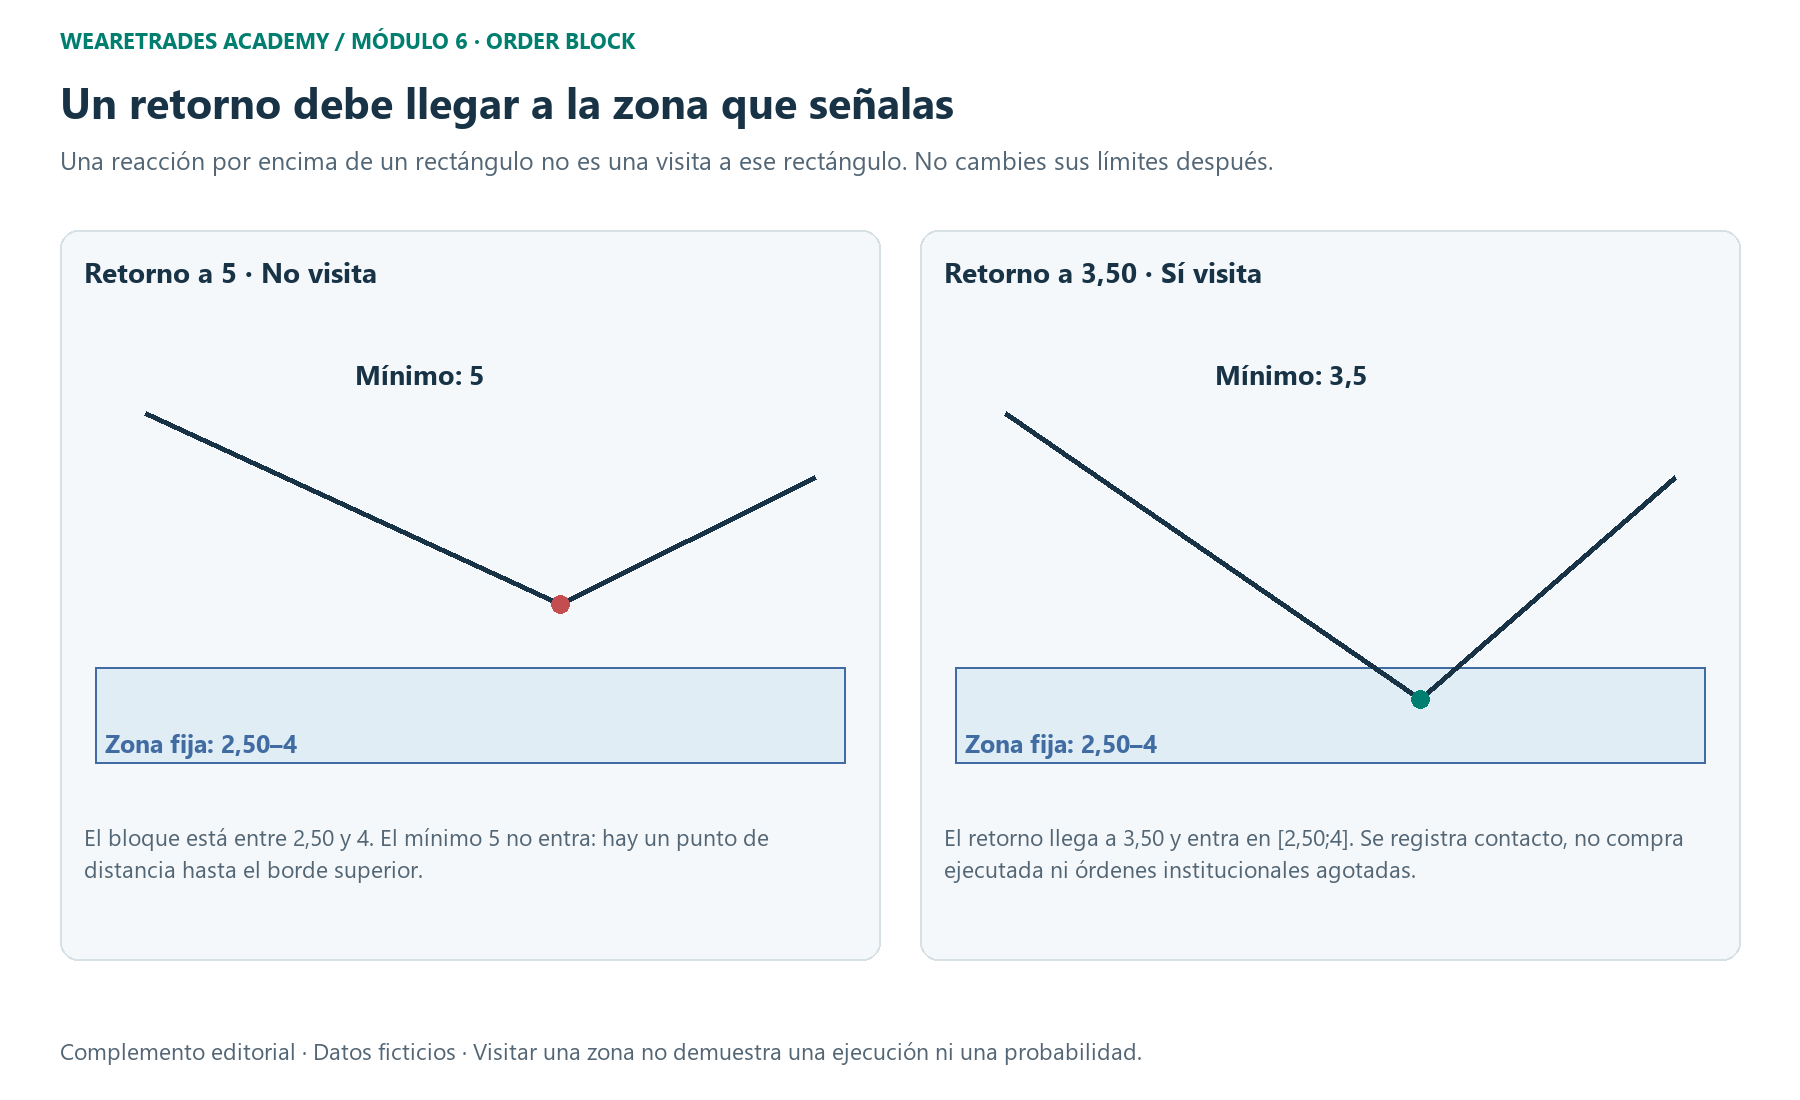 WEARETRADES ACADEMY / MÓDULO 6 · ORDER BLOCK
Un retorno debe llegar a la zona que señalas
Una reacción por encima de un rectángulo no es una visita a ese rectángulo. No cambies sus límites después.
Retorno a 5 · No visita
Mínimo: 5
Zona fija: 2,50–4
El bloque está entre 2,50 y 4. El mínimo 5 no entra: hay un punto de
distancia hasta el borde superior.
Retorno a 3,50 · Sí visita
Mínimo: 3,5
Zona fija: 2,50–4
El retorno llega a 3,50 y entra en [2,50;4]. Se registra contacto, no compra
ejecutada ni órdenes institucionales agotadas.
Complemento editorial · Datos ficticios · Visitar una zona no demuestra una ejecución ni una probabilidad.